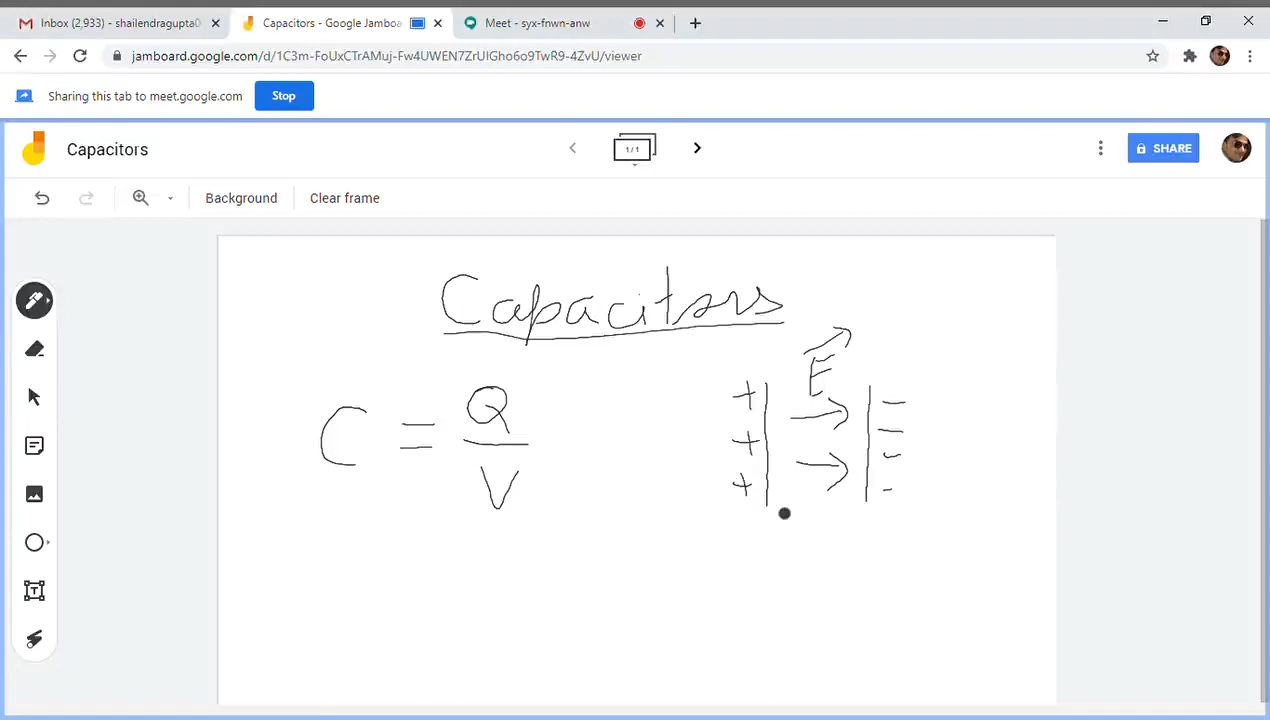 Inbox (2,933) - shailendragupta0
Capacitors - Google Jamboa
Meet - syx-fnwn-anw
jamboard.google.com/d/1C3m-FoUxCTrAMuj-Fw4UWEN7ZrUIGho6o9TwR9-4ZvU/viewer
Sharing this tab to meet.google.com
Stop
Capacitors
1/1
SHARE
Background
Clear frame
Capacitors
C = Q
V
E
+ -
+ -
+ -
-
T